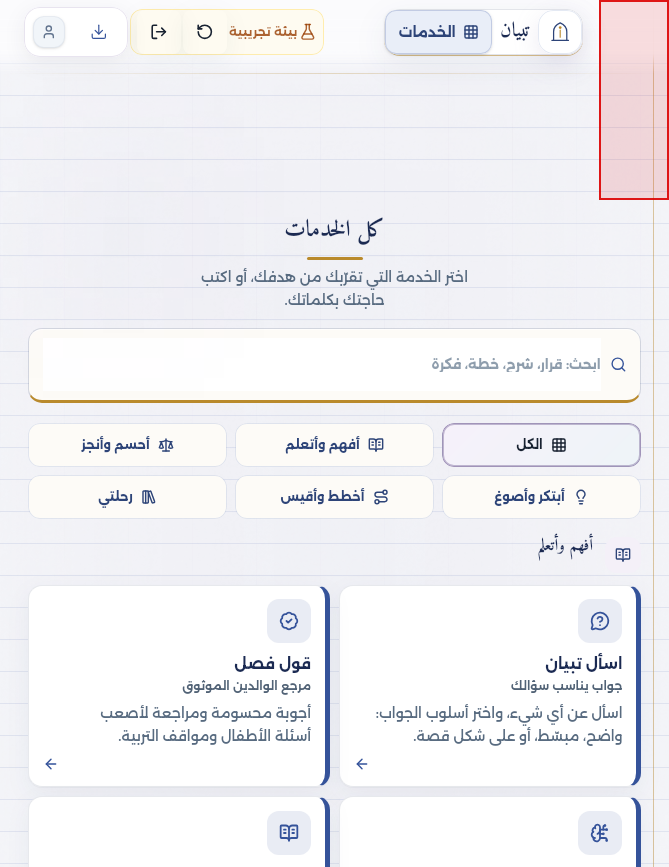 تبيان
الخدمات
بيئة تجريبية
كل الخدمات
اختر الخدمة التي تقرّبك من هدفك، أو اكتب
حاجتك بكلماتك.
ابحث: قرار، شرح، خطة، فكرة
الكل
أفهم وأتعلم
أحسم وأنجز
أبتكر وأصوغ
أخطط وأقيس
رحلتي
أفهم وأتعلم
اسأل تبيان
جواب يناسب سؤالك
اسأل عن أي شيء، واختر أسلوب الجواب:
واضح، مبسّط، أو على شكل قصة.
قول فصل
مرجع الوالدين الموثوق
أجوبة محسومة ومراجعة لأصعب
أسئلة الأطفال ومواقف التربية.